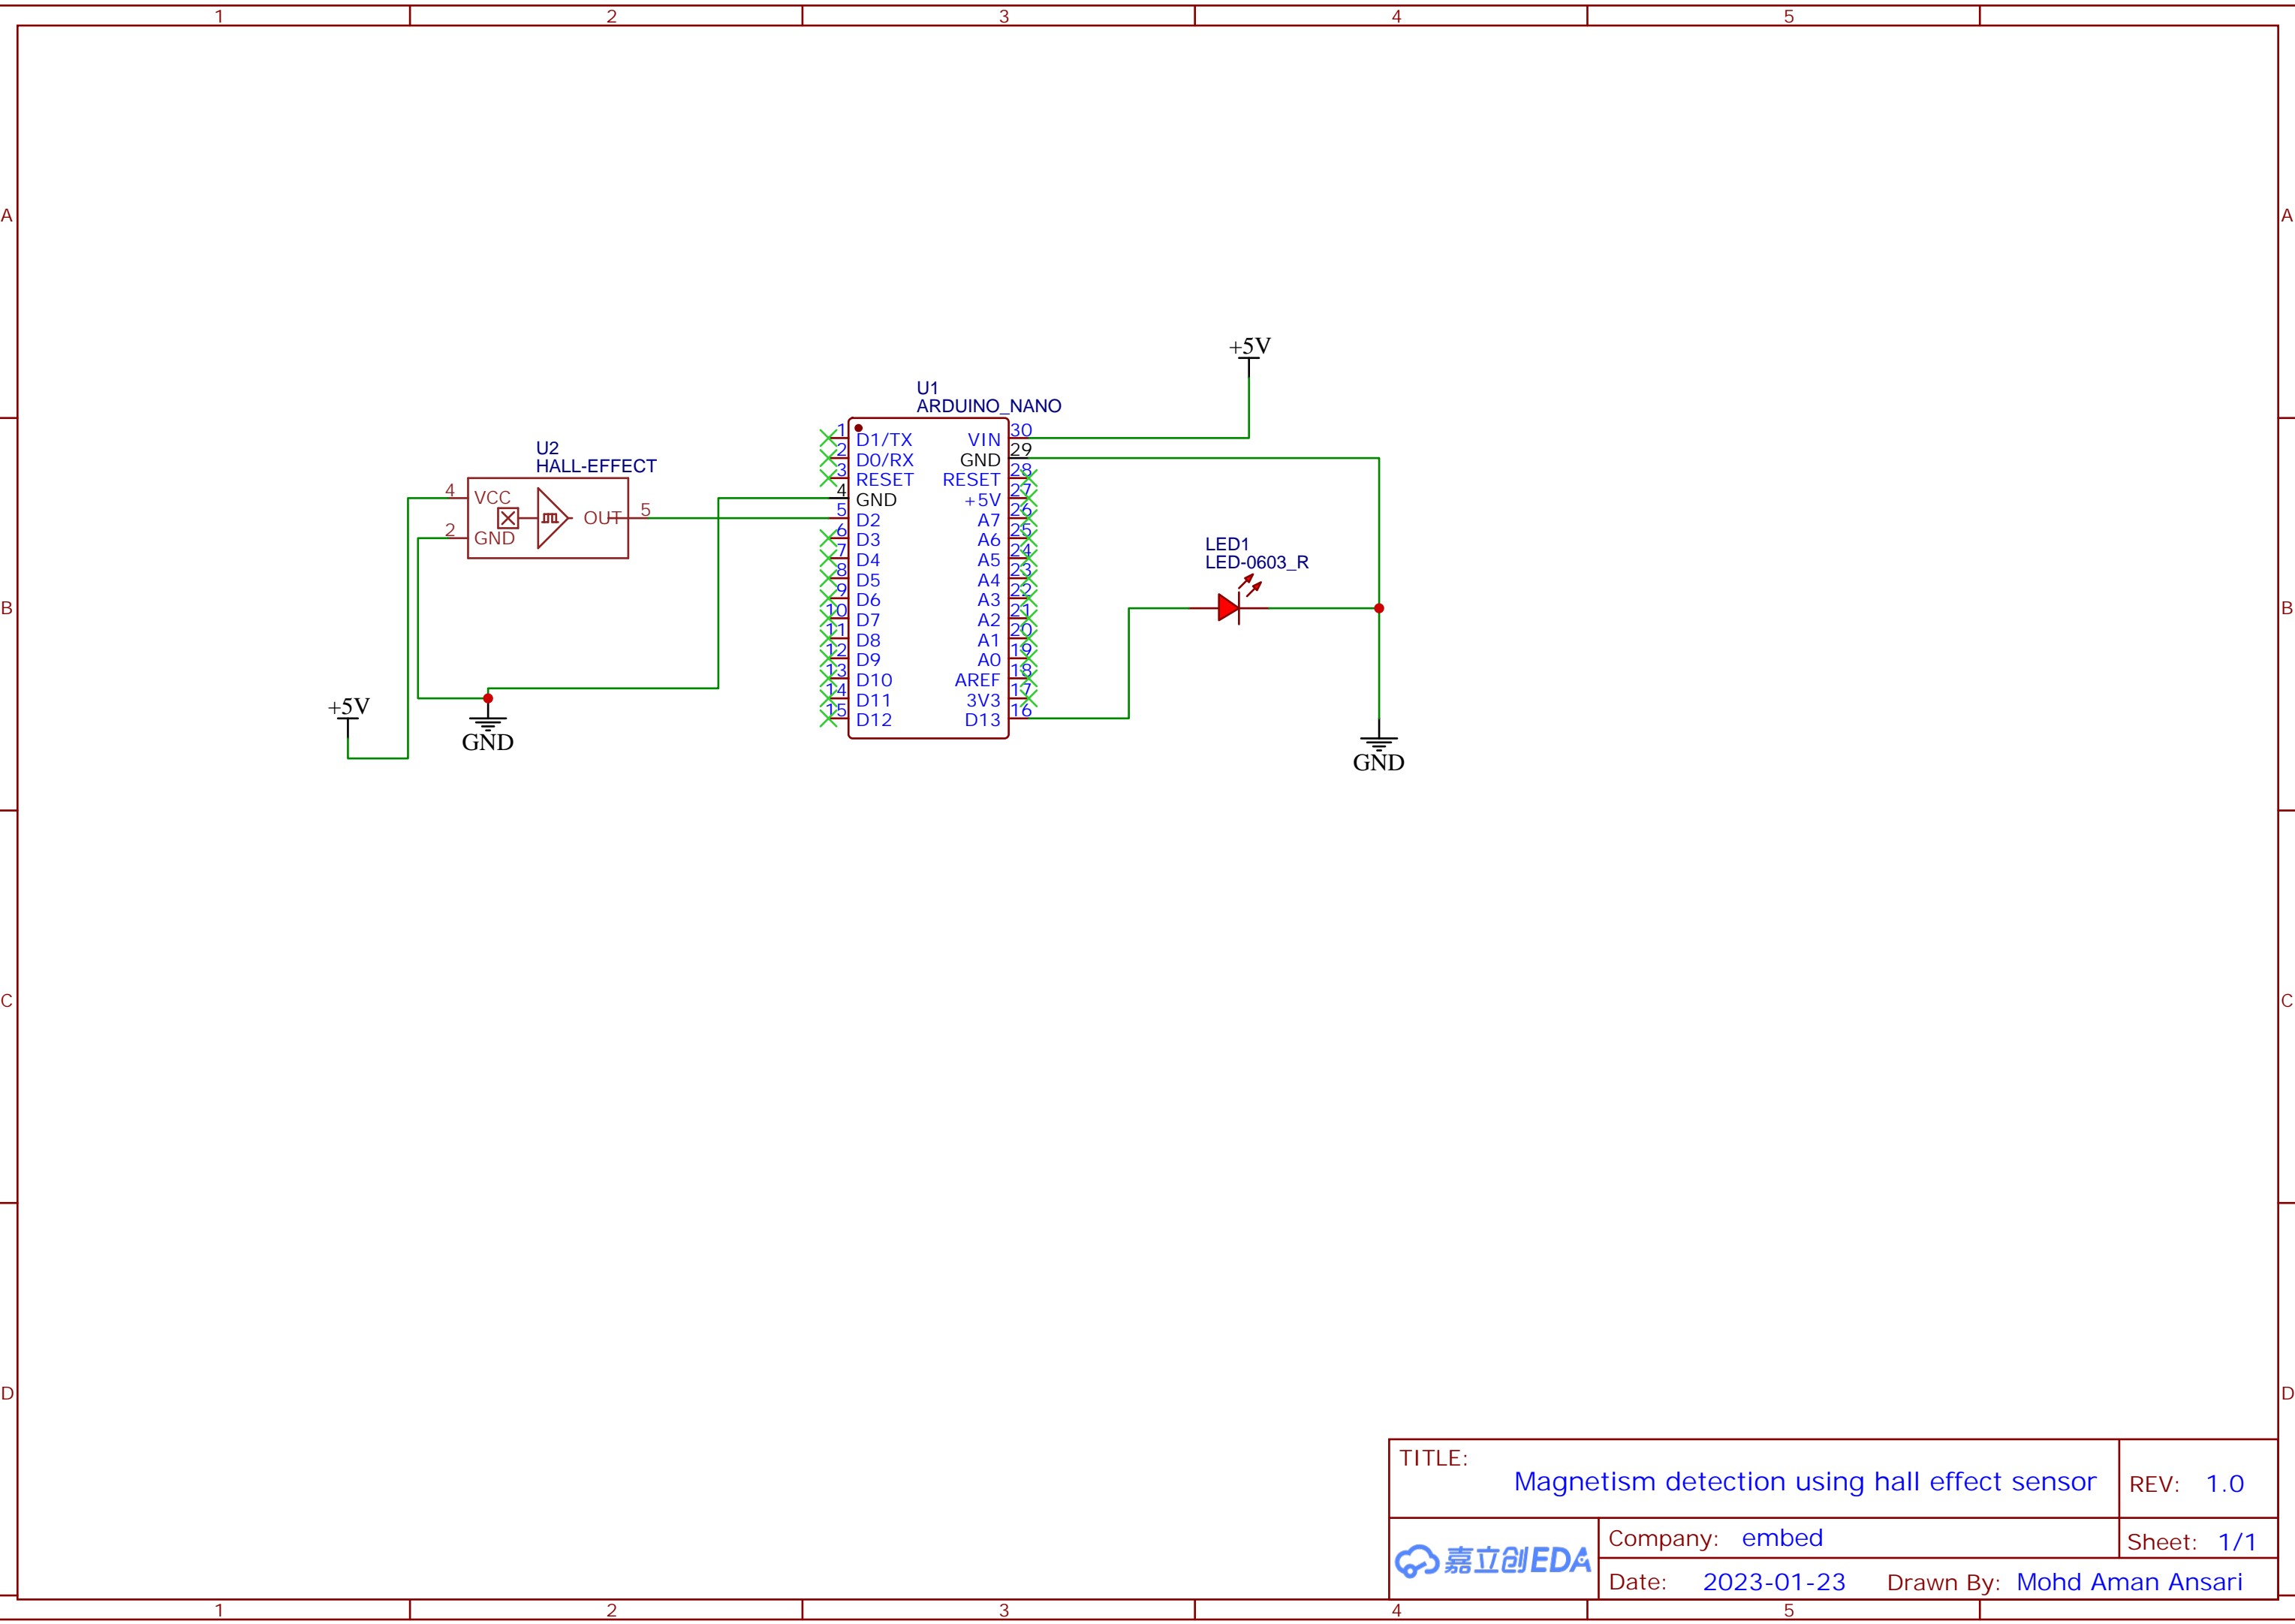 1 2 3 4 5
A A
+5V
U1
ARDUINO_NANO
1 D1/TX VIN 30
2 D0/RX GND 29
3 RESET RESET 28
4 GND +5V 27
5 D2 A7 26
6 D3 A6 25
7 D4 A5 24
8 D5 A4 23
9 D6 A3 22
10 D7 A2 21
11 D8 A1 20
12 D9 A0 19
13 D10 AREF 18
14 D11 3V3 17
15 D12 D13 16
U2
HALL-EFFECT
4 VCC
OUT 5
2 GND
LED1
LED-0603_R
B B
+5V
GND
GND
C C
D D
TITLE:
Magnetism detection using hall effect sensor
REV: 1.0
嘉立创EDA
Company: embed
Sheet: 1/1
Date: 2023-01-23 Drawn By: Mohd Aman Ansari
1 2 3 4 5